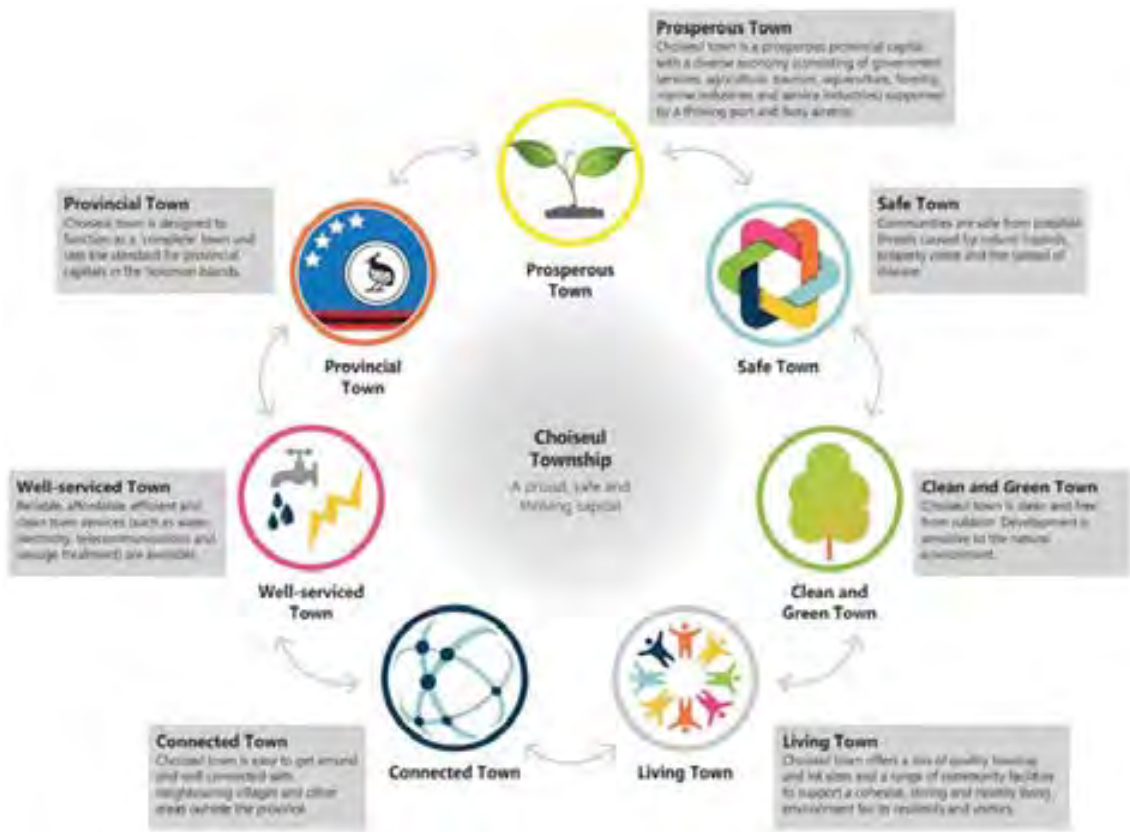 Prosperous Town
Choiseul town is a prosperous provincial capital
with a diverse economy (consisting of government
services, agriculture, tourism, aquaculture, forestry,
marine industries and service industries) supported
by a thriving port and busy airstrip.
Provincial Town
Choiseul town is designed to
function as a 'complete' town and
sets the standard for provincial
capitals in the Solomon Islands.
Safe Town
Communities are safe from possible
threats caused by natural hazards,
property crime and the spread of
disease.
Prosperous
Town
Provincial
Town
Safe Town
Choiseul
Township
A proud, safe and
thriving capital
Well-serviced Town
Reliable, affordable, efficient and
clean town services (such as water,
electricity, telecommunications and
sewage treatment) are available.
Clean and Green Town
Choiseul town is clean and free
from rubbish. Development is
sensitive to the natural
environment.
Well-serviced
Town
Clean and
Green Town
Connected Town
Living Town
Connected Town
Choiseul town is easy to get around
and well connected with
neighbouring villages and other
areas outside the province.
Living Town
Choiseul town offers a mix of quality housing
and lot sizes and a range of community facilities
to support a cohesive, strong and healthy living
environment for its residents and visitors.